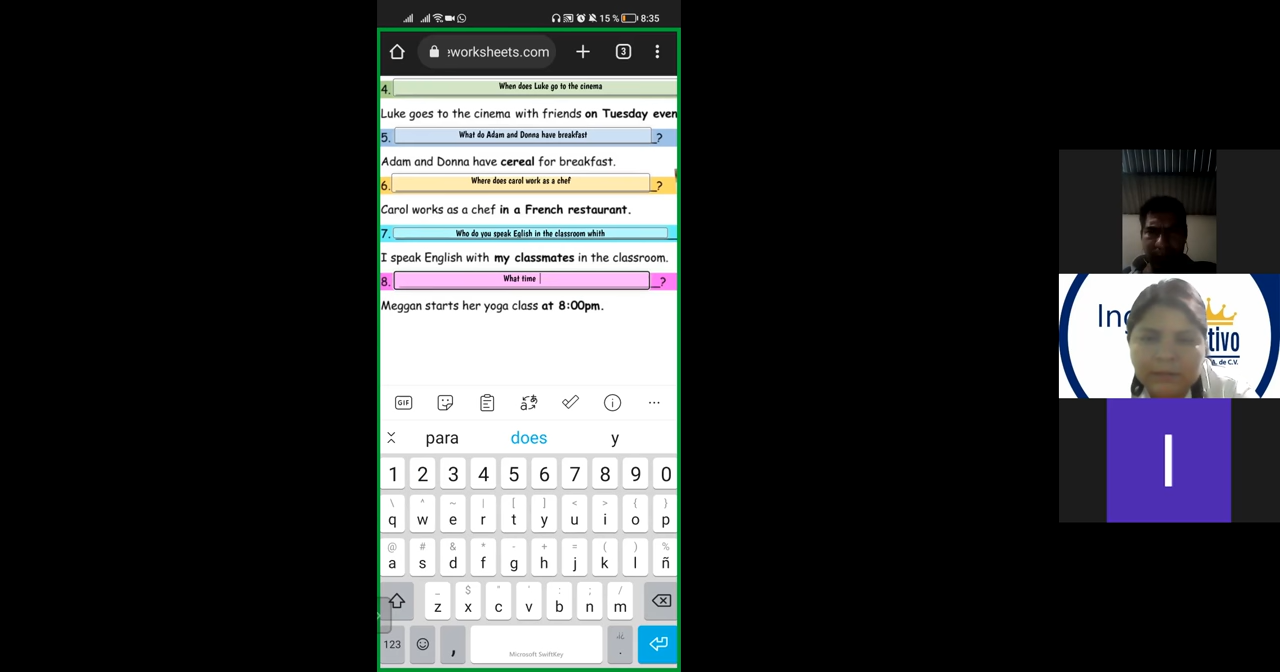 15 % 8:35
eworksheets.com
3
4. When does Luke go to the cinema
Luke goes to the cinema with friends on Tuesday even
5. What do Adam and Donna have breakfast _?
Adam and Donna have cereal for breakfast.
6. Where does carol work as a chef _?
Carol works as a chef in a French restaurant.
7. Who do you speak Eglish in the classroom whith
I speak English with my classmates in the classroom.
8. What time _?
Meggan starts her yoga class at 8:00pm.
GIF
para does y
1 2 3 4 5 6 7 8 9 0
\ ^ ~ | [ ] < > { }
q w e r t y u i o p
@ # & * - + = ( ) %
a s d f g h j k l ñ
_ $ " ' : ; /
z x c v b n m
123 , Microsoft SwiftKey .
Ing
tivo
A. de C.V.
I